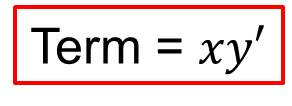 Term = xy′